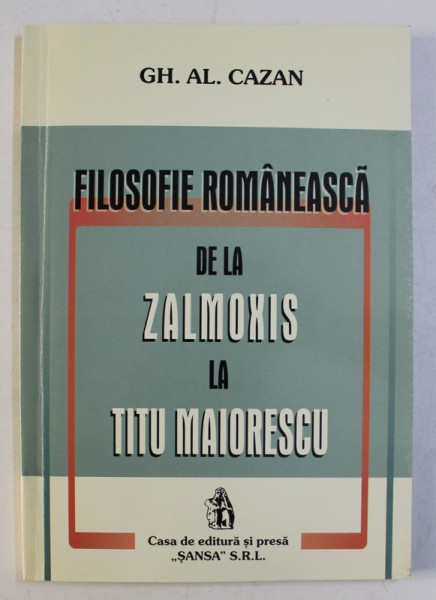 GH. AL. CAZAN
FILOSOFIE ROMÂNEASCĂ
DE LA
ZALMOXIS
LA
TITU MAIORESCU
Casa de editură și presă
„ȘANSA” S.R.L.